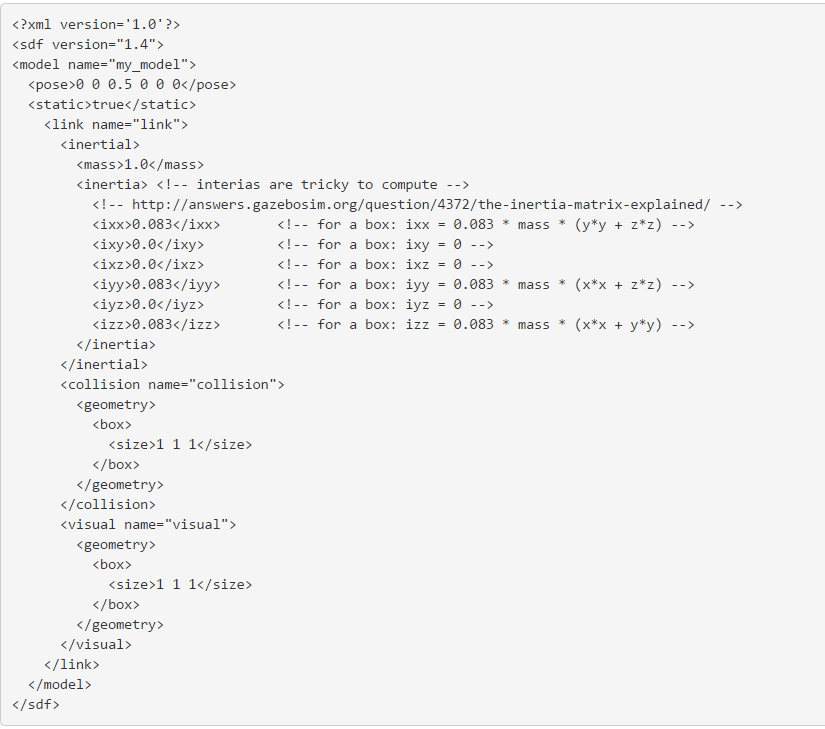 <?xml version='1.0'?>
<sdf version="1.4">
<model name="my_model">
  <pose>0 0 0.5 0 0 0</pose>
  <static>true</static>
    <link name="link">
      <inertial>
        <mass>1.0</mass>
        <inertia> <!-- interias are tricky to compute -->
          <!-- http://answers.gazebosim.org/question/4372/the-inertia-matrix-explained/ -->
          <ixx>0.083</ixx>       <!-- for a box: ixx = 0.083 * mass * (y*y + z*z) -->
          <ixy>0.0</ixy>         <!-- for a box: ixy = 0 -->
          <ixz>0.0</ixz>         <!-- for a box: ixz = 0 -->
          <iyy>0.083</iyy>       <!-- for a box: iyy = 0.083 * mass * (x*x + z*z) -->
          <iyz>0.0</iyz>         <!-- for a box: iyz = 0 -->
          <izz>0.083</izz>       <!-- for a box: izz = 0.083 * mass * (x*x + y*y) -->
        </inertia>
      </inertial>
      <collision name="collision">
        <geometry>
          <box>
            <size>1 1 1</size>
          </box>
        </geometry>
      </collision>
      <visual name="visual">
        <geometry>
          <box>
            <size>1 1 1</size>
          </box>
        </geometry>
      </visual>
    </link>
  </model>
</sdf>